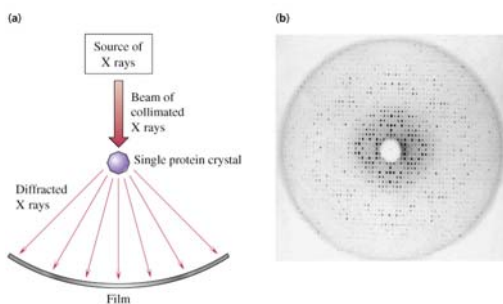 (a)
Source of
X rays
Beam of
collimated
X rays
Single protein crystal
Diffracted
X rays
Film
(b)